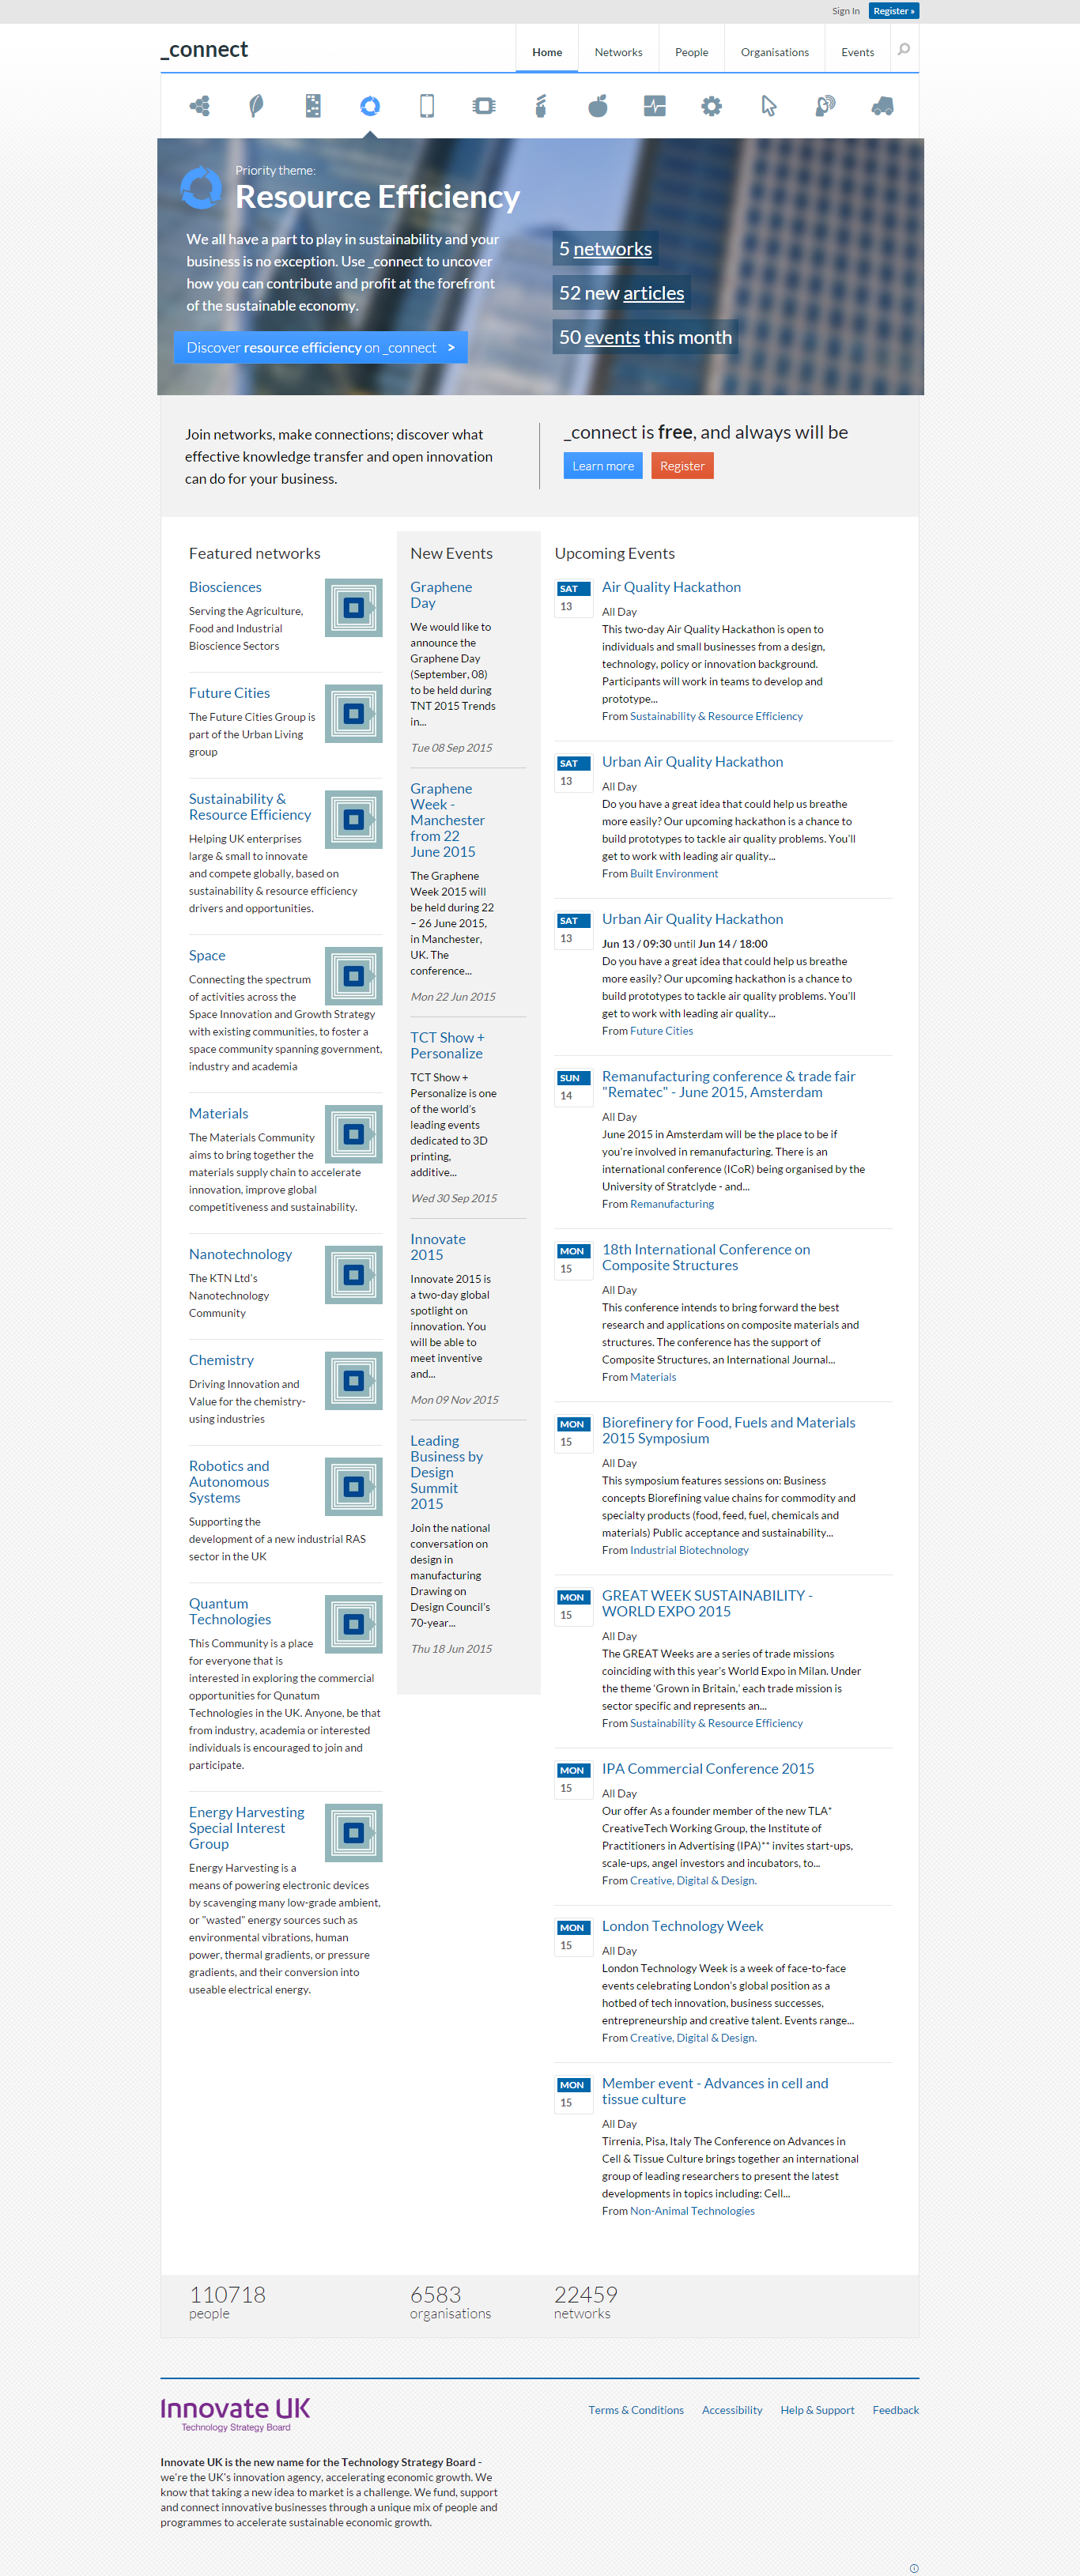 Sign In
Register »
_connect
Home
Networks
People
Organisations
Events
Priority theme:
Resource Efficiency
We all have a part to play in sustainability and your
business is no exception. Use _connect to uncover
how you can contribute and profit at the forefront
of the sustainable economy.
Discover resource efficiency on _connect >
5 networks
52 new articles
50 events this month
Join networks, make connections; discover what
effective knowledge transfer and open innovation
can do for your business.
_connect is free, and always will be
Learn more
Register
Featured networks
Biosciences
Serving the Agriculture,
Food and Industrial
Bioscience Sectors
Future Cities
The Future Cities Group is
part of the Urban Living
group
Sustainability &
Resource Efficiency
Helping UK enterprises
large & small to innovate
and compete globally, based on
sustainability & resource efficiency
drivers and opportunities.
Space
Connecting the spectrum
of activities across the
Space Innovation and Growth Strategy
with existing communities, to foster a
space community spanning government,
industry and academia
Materials
The Materials Community
aims to bring together the
materials supply chain to accelerate
innovation, improve global
competitiveness and sustainability.
Nanotechnology
The KTN Ltd's
Nanotechnology
Community
Chemistry
Driving Innovation and
Value for the chemistry-
using industries
Robotics and
Autonomous
Systems
Supporting the
development of a new industrial RAS
sector in the UK
Quantum
Technologies
This Community is a place
for everyone that is
interested in exploring the commercial
opportunities for Qunatum
Technologies in the UK. Anyone, be that
from industry, academia or interested
individuals is encouraged to join and
participate.
Energy Harvesting
Special Interest
Group
Energy Harvesting is a
means of powering electronic devices
by scavenging many low-grade ambient,
or "wasted" energy sources such as
environmental vibrations, human
power, thermal gradients, or pressure
gradients, and their conversion into
useable electrical energy.
New Events
Graphene
Day
We would like to
announce the
Graphene Day
(September, 08)
to be held during
TNT 2015 Trends
in...
Tue 08 Sep 2015
Graphene
Week -
Manchester
from 22
June 2015
The Graphene
Week 2015 will
be held during 22
– 26 June 2015,
in Manchester,
UK. The
conference...
Mon 22 Jun 2015
TCT Show +
Personalize
TCT Show +
Personalize is one
of the world's
leading events
dedicated to 3D
printing,
additive...
Wed 30 Sep 2015
Innovate
2015
Innovate 2015 is
a two-day global
spotlight on
innovation. You
will be able to
meet inventive
and...
Mon 09 Nov 2015
Leading
Business by
Design
Summit
2015
Join the national
conversation on
design in
manufacturing
Drawing on
Design Council's
70-year...
Thu 18 Jun 2015
Upcoming Events
SAT
13
Air Quality Hackathon
All Day
This two-day Air Quality Hackathon is open to
individuals and small businesses from a design,
technology, policy or innovation background.
Participants will work in teams to develop and
prototype...
From Sustainability & Resource Efficiency
SAT
13
Urban Air Quality Hackathon
All Day
Do you have a great idea that could help us breathe
more easily? Our upcoming hackathon is a chance to
build prototypes to tackle air quality problems. You'll
get to work with leading air quality...
From Built Environment
SAT
13
Urban Air Quality Hackathon
Jun 13 / 09:30 until Jun 14 / 18:00
Do you have a great idea that could help us breathe
more easily? Our upcoming hackathon is a chance to
build prototypes to tackle air quality problems. You'll
get to work with leading air quality...
From Future Cities
SUN
14
Remanufacturing conference & trade fair
"Rematec" - June 2015, Amsterdam
All Day
June 2015 in Amsterdam will be the place to be if
you're involved in remanufacturing. There is an
international conference (ICoR) being organised by the
University of Stratclyde - and...
From Remanufacturing
MON
15
18th International Conference on
Composite Structures
All Day
This conference intends to bring forward the best
research and applications on composite materials and
structures. The conference has the support of
Composite Structures, an International Journal...
From Materials
MON
15
Biorefinery for Food, Fuels and Materials
2015 Symposium
All Day
This symposium features sessions on: Business
concepts Biorefining value chains for commodity and
specialty products (food, feed, fuel, chemicals and
materials) Public acceptance and sustainability...
From Industrial Biotechnology
MON
15
GREAT WEEK SUSTAINABILITY -
WORLD EXPO 2015
All Day
The GREAT Weeks are a series of trade missions
coinciding with this year's World Expo in Milan. Under
the theme 'Grown in Britain,' each trade mission is
sector specific and represents an...
From Sustainability & Resource Efficiency
MON
15
IPA Commercial Conference 2015
All Day
Our offer As a founder member of the new TLA*
CreativeTech Working Group, the Institute of
Practitioners in Advertising (IPA)** invites start-ups,
scale-ups, angel investors and incubators, to...
From Creative, Digital & Design.
MON
15
London Technology Week
All Day
London Technology Week is a week of face-to-face
events celebrating London's global position as a
hotbed of tech innovation, business successes,
entrepreneurship and creative talent. Events range...
From Creative, Digital & Design.
MON
15
Member event - Advances in cell and
tissue culture
All Day
Tirrenia, Pisa, Italy The Conference on Advances in
Cell & Tissue Culture brings together an international
group of leading researchers to present the latest
developments in topics including: Cell...
From Non-Animal Technologies
110718
people
6583
organisations
22459
networks
Innovate UK
Technology Strategy Board
Terms & Conditions
Accessibility
Help & Support
Feedback
Innovate UK is the new name for the Technology Strategy Board -
we're the UK's innovation agency, accelerating economic growth. We
know that taking a new idea to market is a challenge. We fund, support
and connect innovative businesses through a unique mix of people and
programmes to accelerate sustainable economic growth.